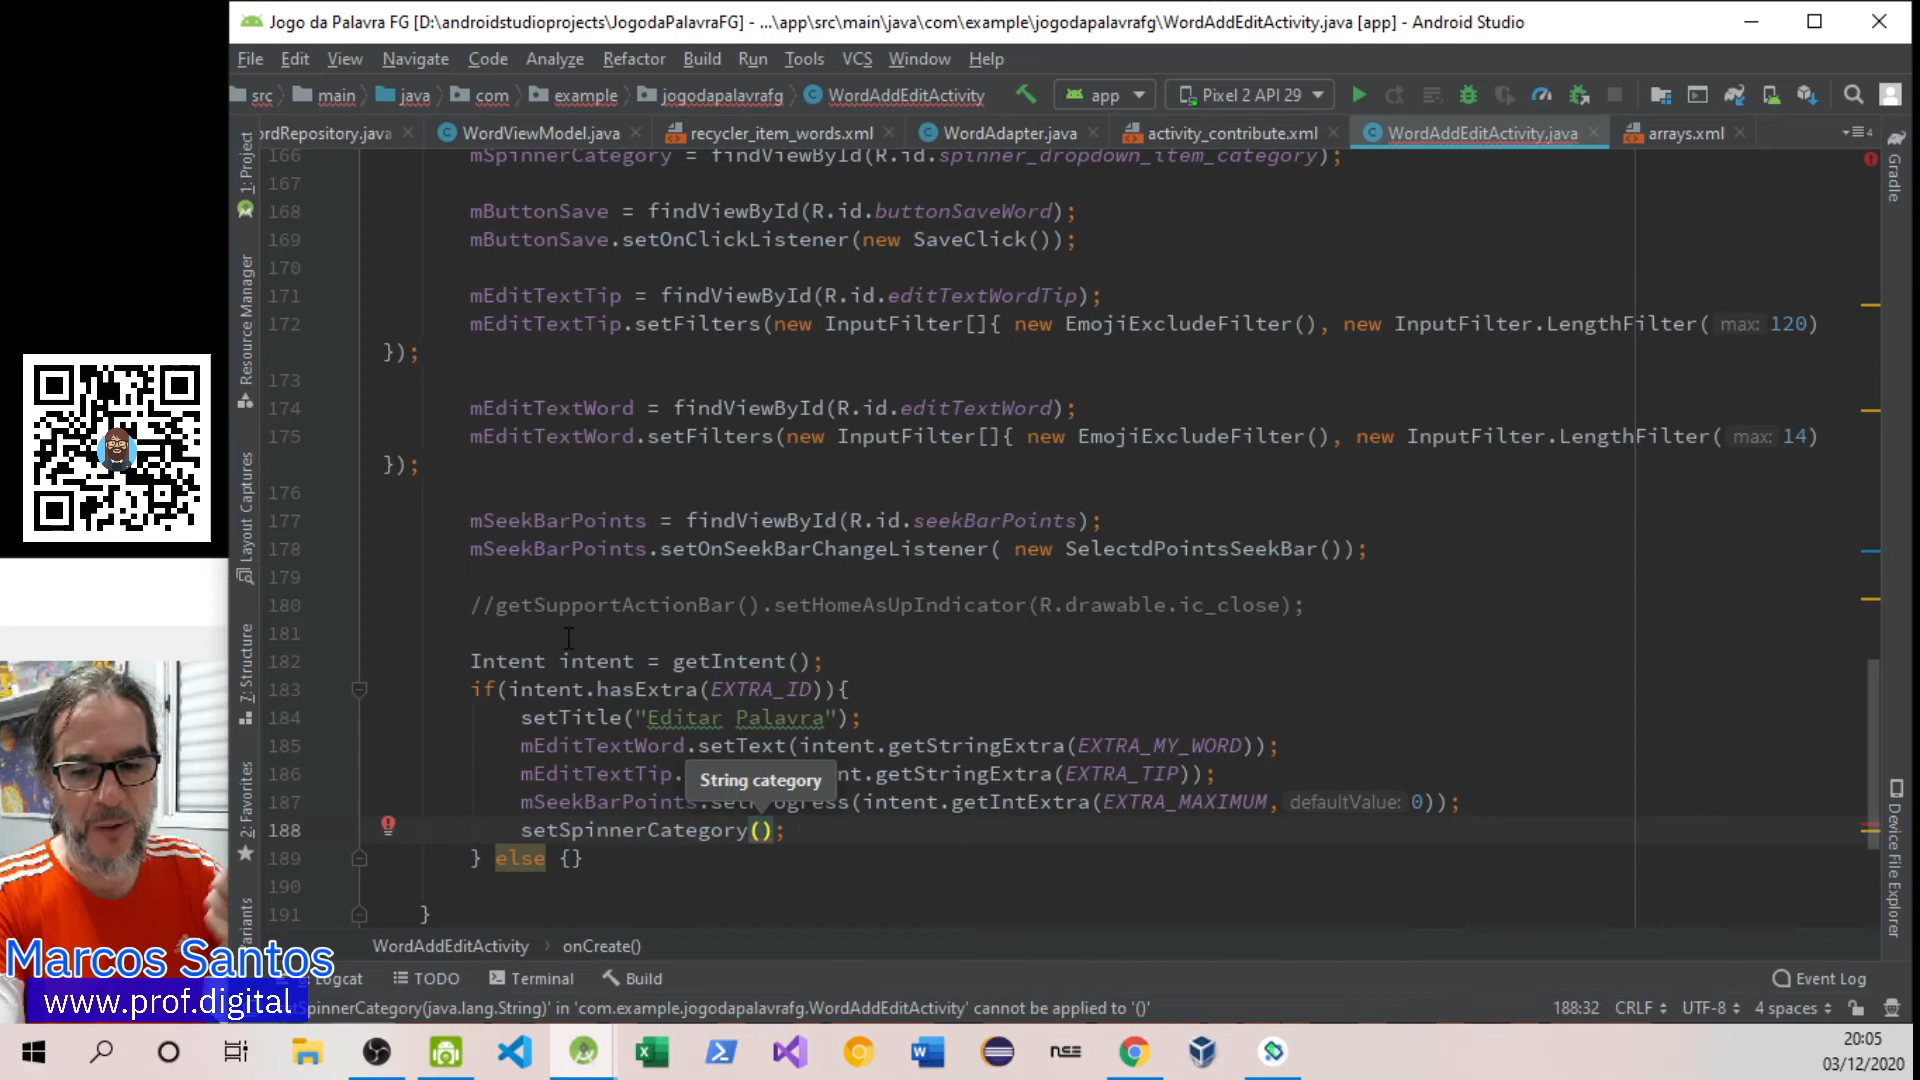 Jogo da Palavra FG [D:\androidstudioprojects\JogodaPalavraFG] - ...\app\src\main\java\com\example\jogodapalavrafg\WordAddEditActivity.java [app] - Android Studio
File Edit View Navigate Code Analyze Refactor Build Run Tools VCS Window Help
src main java com example jogodapalavrafg WordAddEditActivity app Pixel 2 API 29
ordRepository.java WordViewModel.java recycler_item_words.xml WordAdapter.java activity_contribute.xml WordAddEditActivity.java arrays.xml
166 mSpinnerCategory = findViewById(R.id.spinner_dropdown_item_category);
167
168 mButtonSave = findViewById(R.id.buttonSaveWord);
169 mButtonSave.setOnClickListener(new SaveClick());
170
171 mEditTextTip = findViewById(R.id.editTextWordTip);
172 mEditTextTip.setFilters(new InputFilter[]{ new EmojiExcludeFilter(), new InputFilter.LengthFilter( max: 120)
});
173
174 mEditTextWord = findViewById(R.id.editTextWord);
175 mEditTextWord.setFilters(new InputFilter[]{ new EmojiExcludeFilter(), new InputFilter.LengthFilter( max: 14)
});
176
177 mSeekBarPoints = findViewById(R.id.seekBarPoints);
178 mSeekBarPoints.setOnSeekBarChangeListener( new SelectdPointsSeekBar());
179
180 //getSupportActionBar().setHomeAsUpIndicator(R.drawable.ic_close);
181
182 Intent intent = getIntent();
183 if(intent.hasExtra(EXTRA_ID)){
184 setTitle("Editar Palavra");
185 mEditTextWord.setText(intent.getStringExtra(EXTRA_MY_WORD));
186 mEditTextTip. nt.getStringExtra(EXTRA_TIP));
String category
187 mSeekBarPoints.setProgress(intent.getIntExtra(EXTRA_MAXIMUM, defaultValue: 0));
188 setSpinnerCategory();
189 } else {}
190
191 }
1: Project
Resource Manager
Layout Captures
7: Structure
2: Favorites
ariants
Gradle
Device File Explorer
WordAddEditActivity onCreate()
Logcat TODO Terminal Build Event Log
SpinnerCategory(java.lang.String)' in 'com.example.jogodapalavrafg.WordAddEditActivity' cannot be applied to '()' 188:32 CRLF UTF-8 4 spaces
Marcos Santos
www.prof.digital
nse
20:05
03/12/2020